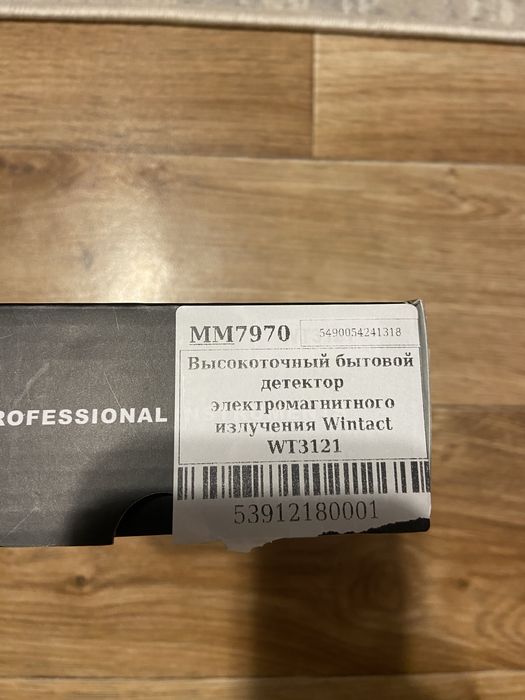 MM7970
5490054241318
Высокоточный бытовой
детектор
электромагнитного
излучения Wintact
WT3121
53912180001
ROFESSIONAL